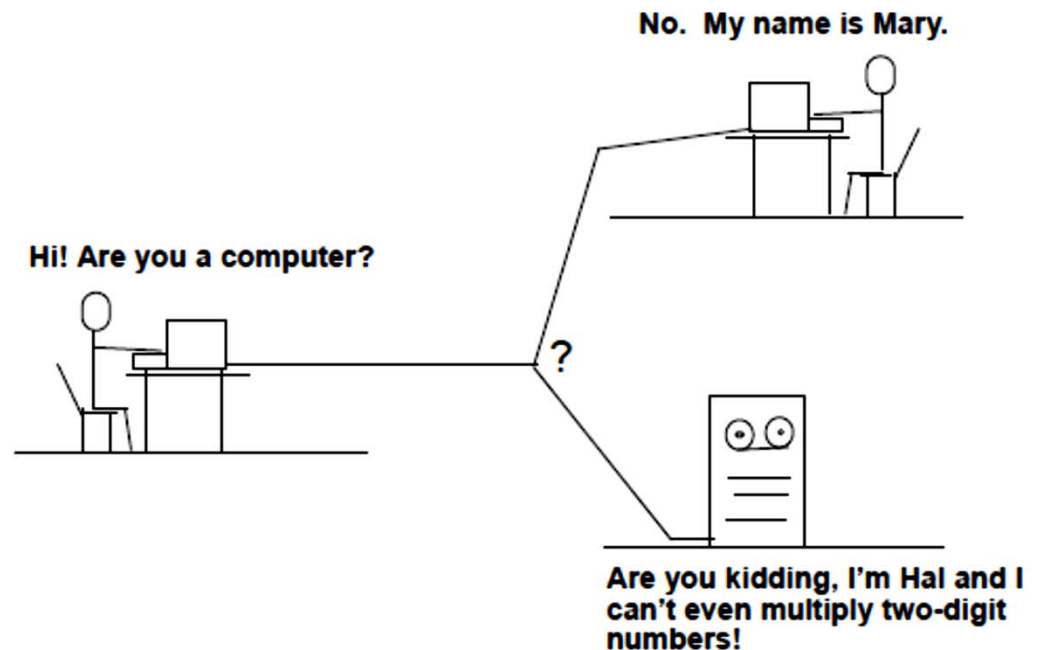 No.  My name is Mary.
Hi! Are you a computer?
?
Are you kidding, I'm Hal and I
can't even multiply two-digit
numbers!